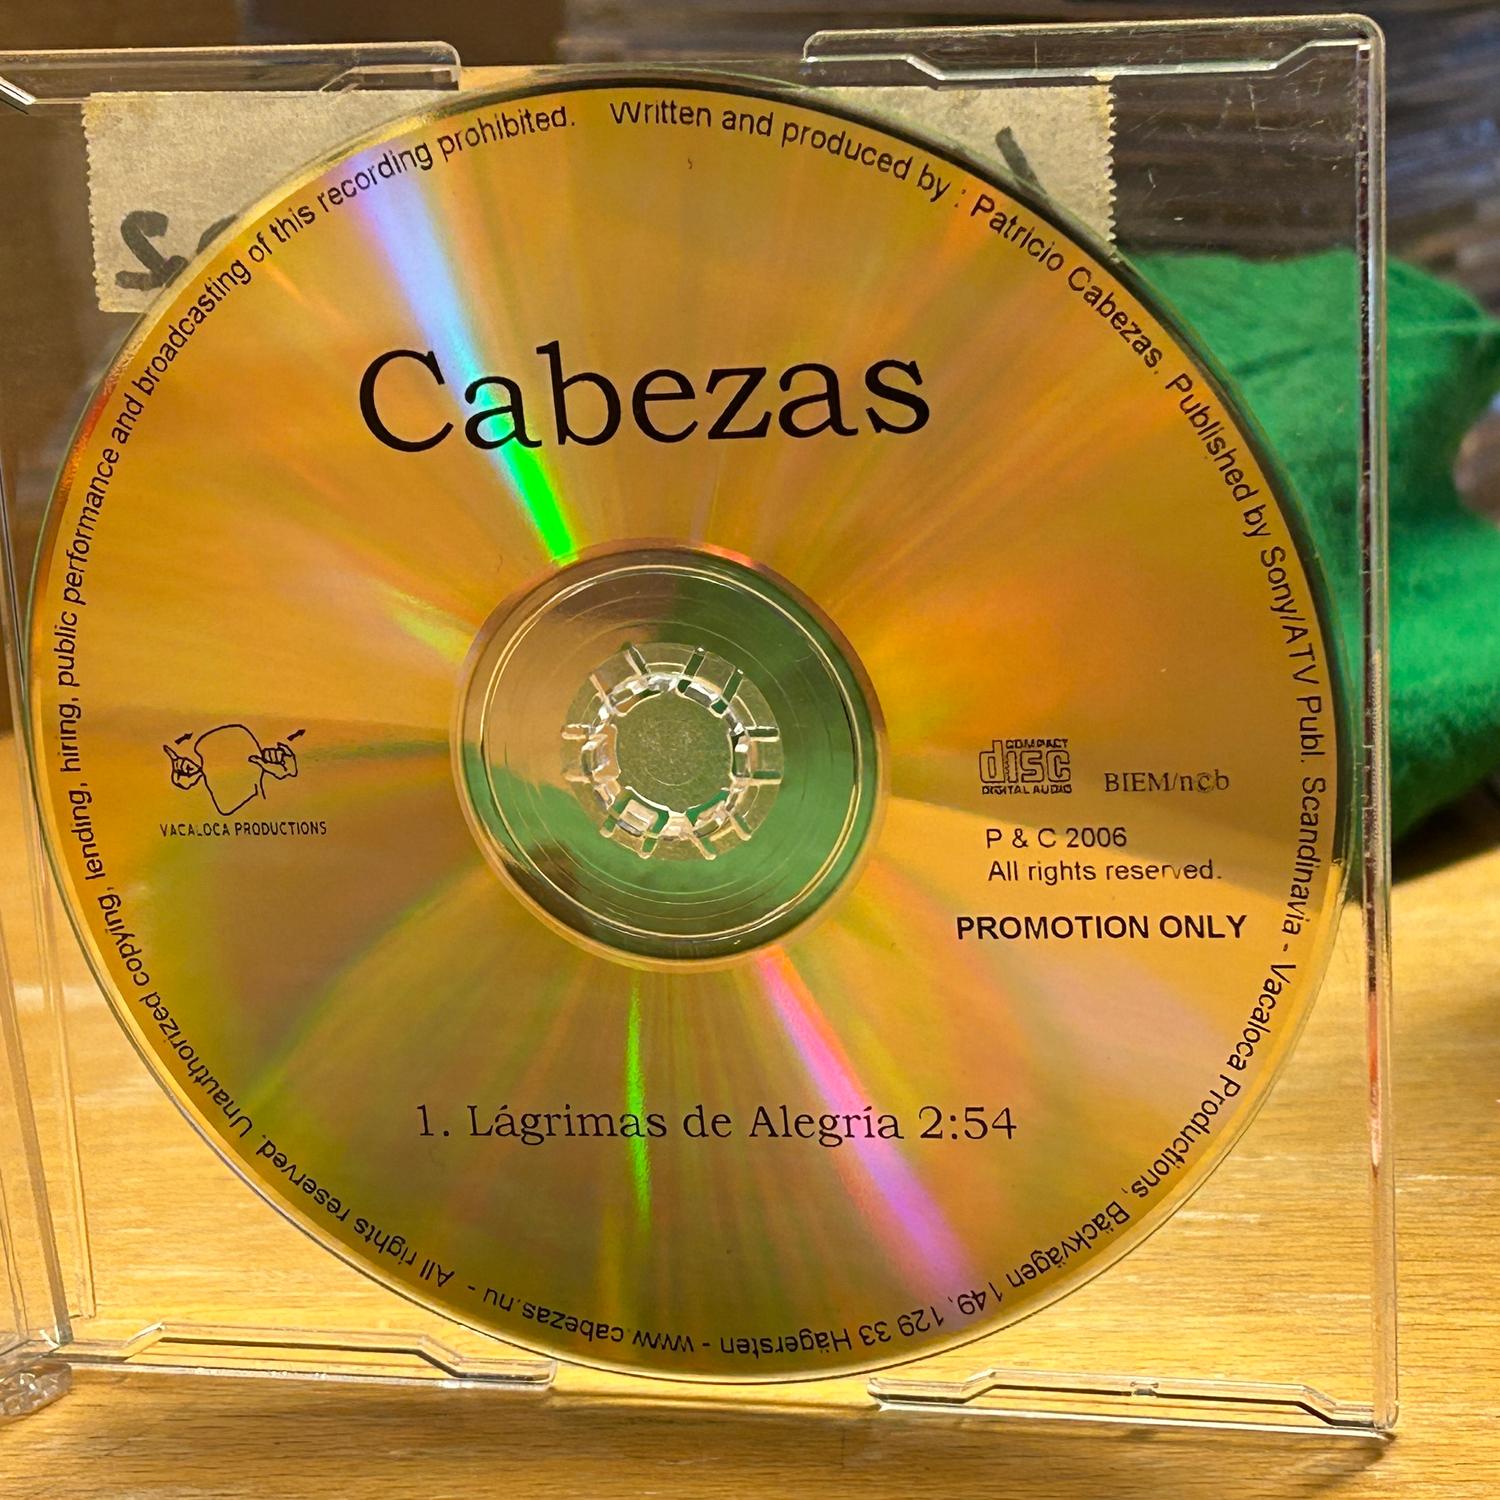 Cabezas
VACALOCA PRODUCTIONS
COMPACT
disc
DIGITAL AUDIO
BIEM/n©b
P & C 2006
All rights reserved.
PROMOTION ONLY
1. Lágrimas de Alegría 2:54
Written and produced by : Patricio Cabezas. Published by Sony/ATV Publ. Scandinavia - Vacaloca Productions, Bäckvägen 149, 129 33 Hägersten - www.cabezas.nu - All rights reserved. Unauthorized copying, lending, hiring, public performance and broadcasting of this recording prohibited.